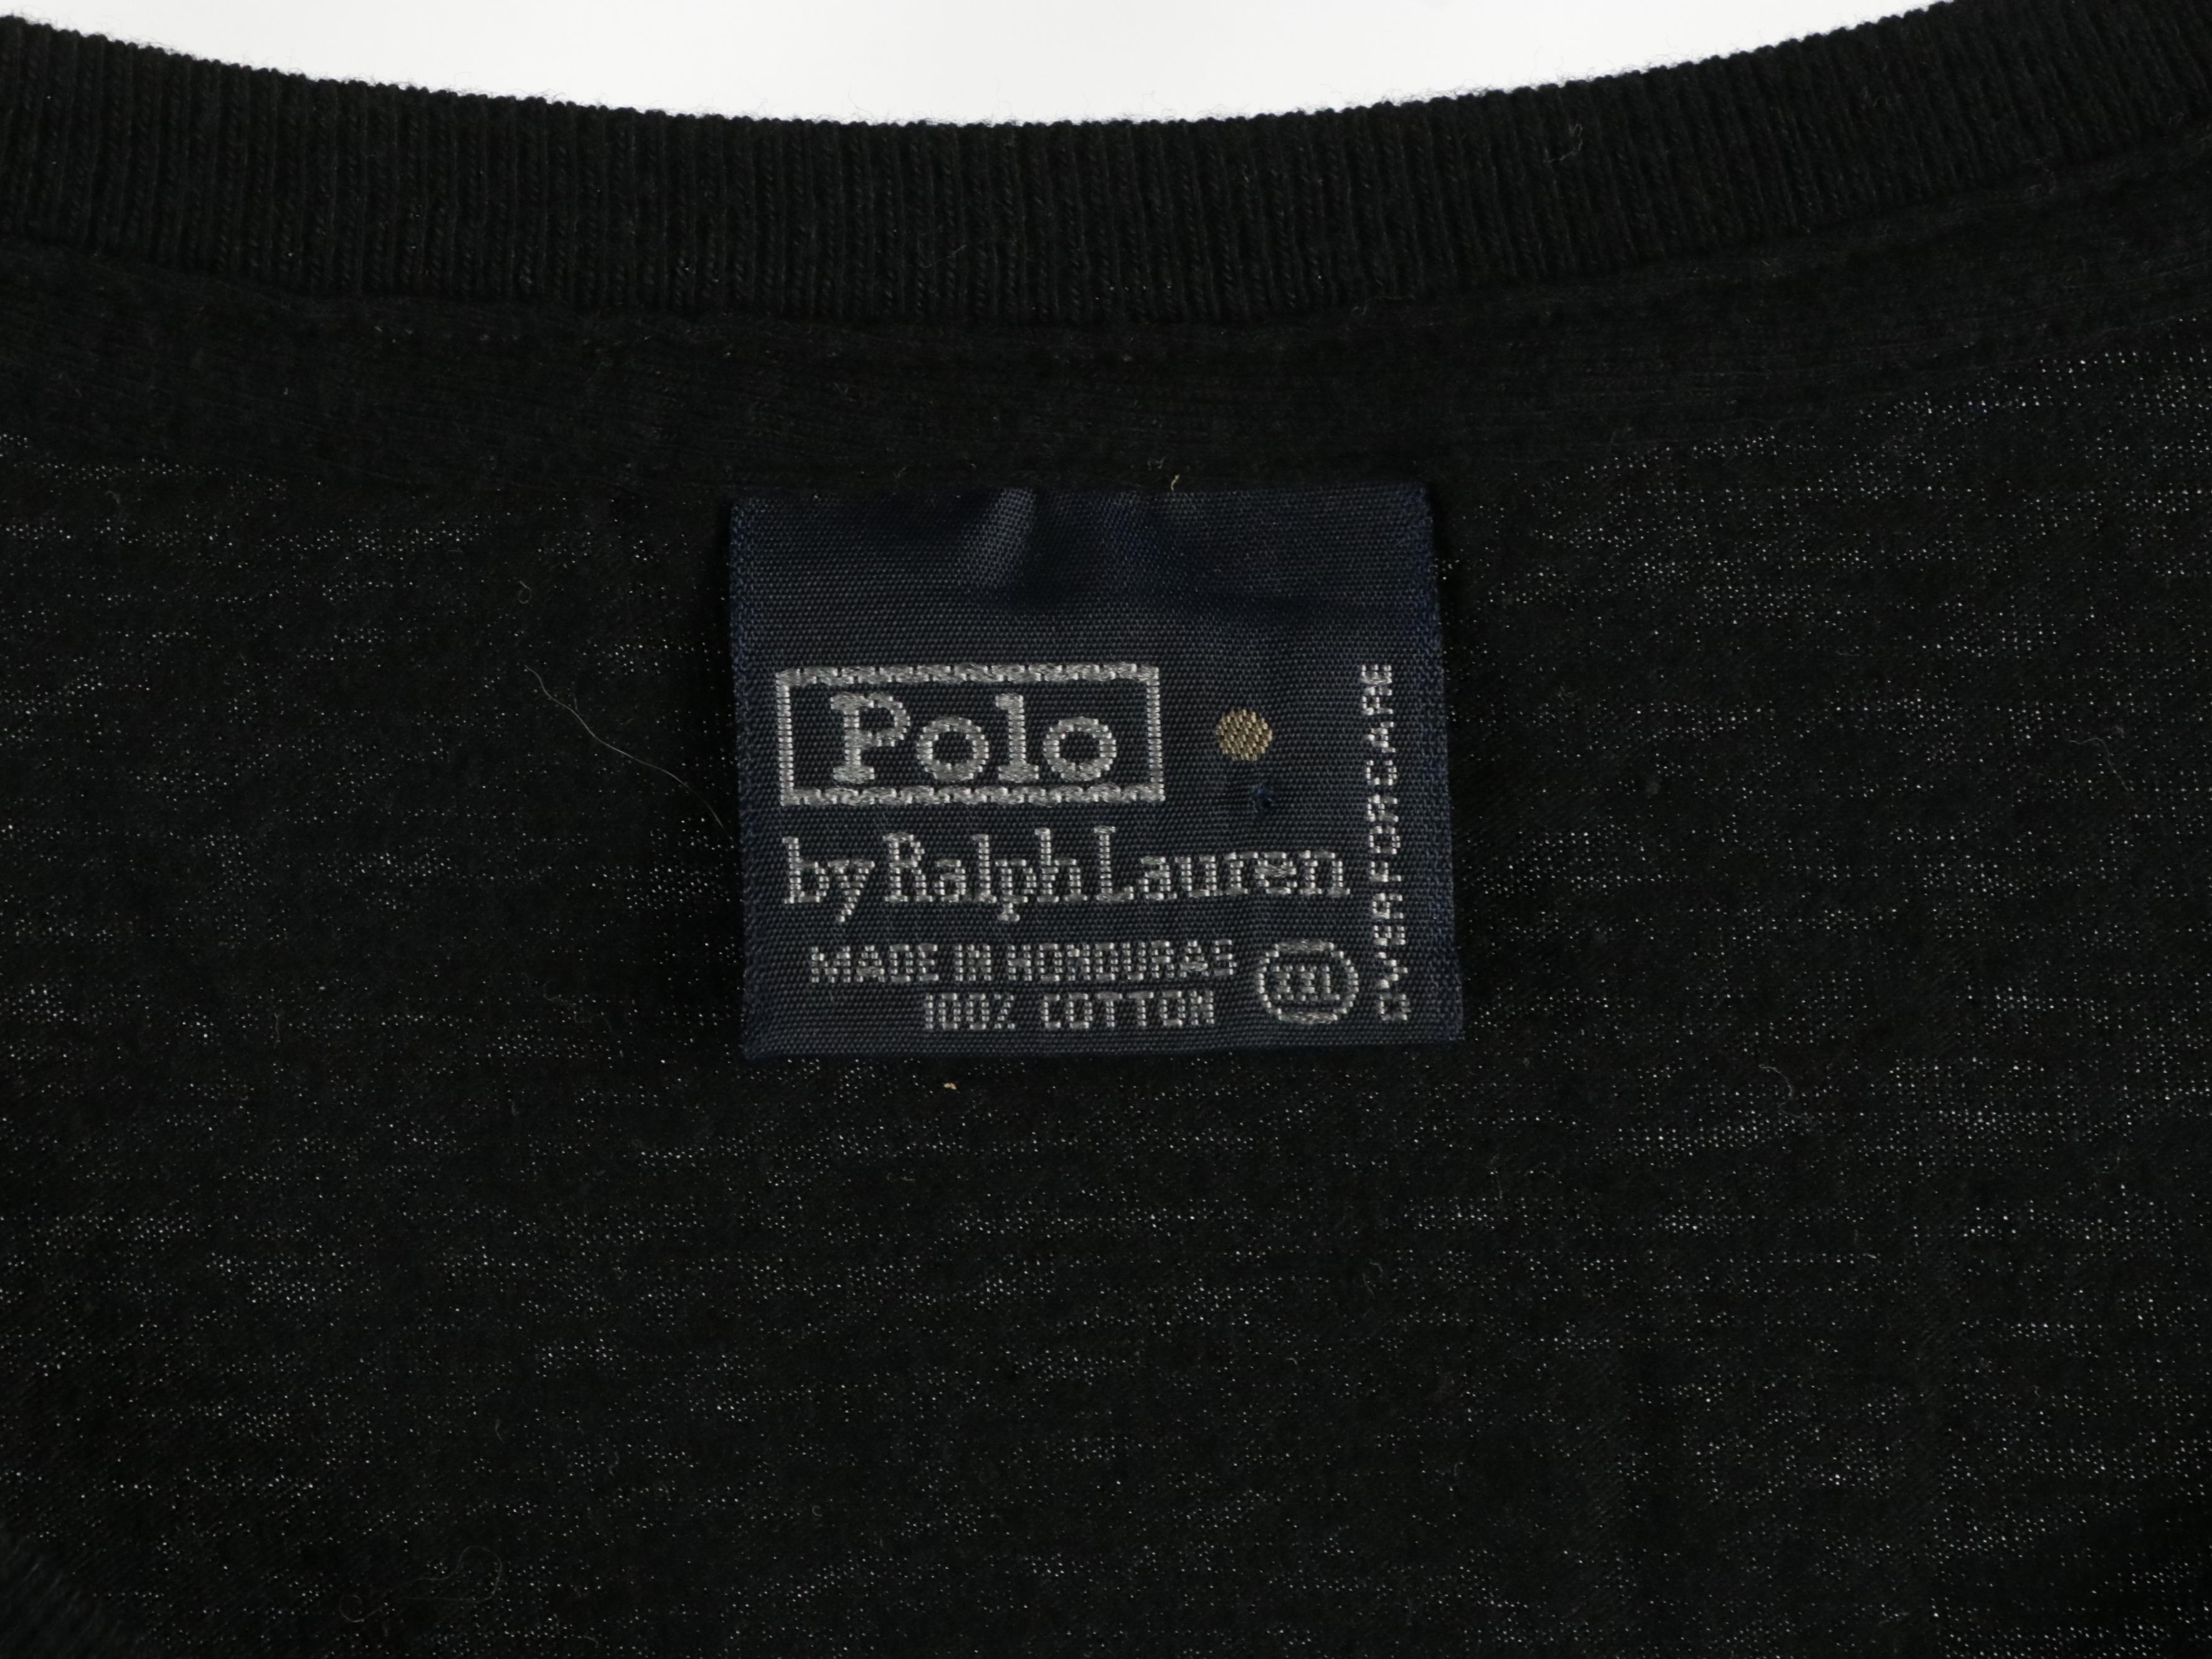 Polo
by Ralph Lauren
MADE IN HONDURAS
100% COTTON
XXL
OVER FOR CARE